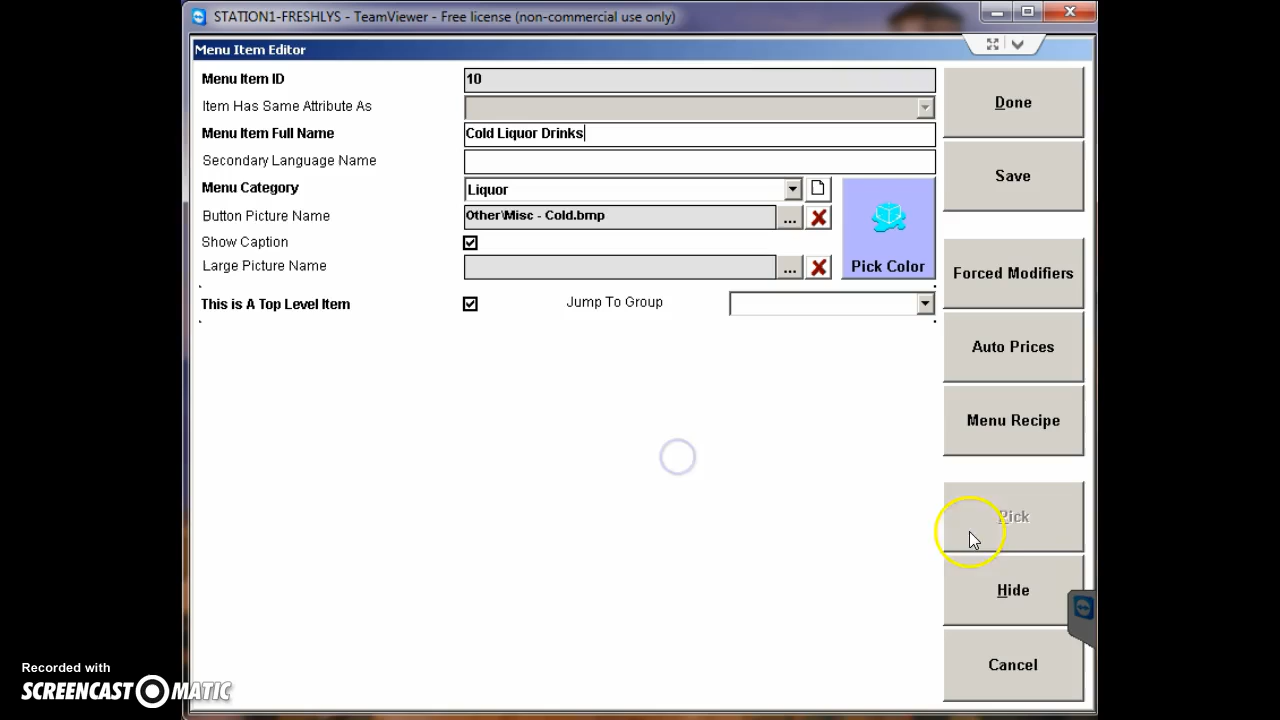 STATION1-FRESHLYS - TeamViewer - Free license (non-commercial use only)
Menu Item Editor
Menu Item ID 10
Item Has Same Attribute As
Menu Item Full Name Cold Liquor Drinks
Secondary Language Name
Menu Category Liquor
Button Picture Name Other\Misc - Cold.bmp ...
Show Caption
Large Picture Name ... Pick Color
This is A Top Level Item Jump To Group
Done
Save
Forced Modifiers
Auto Prices
Menu Recipe
Pick
Hide
Cancel
Recorded with
SCREENCAST-O-MATIC